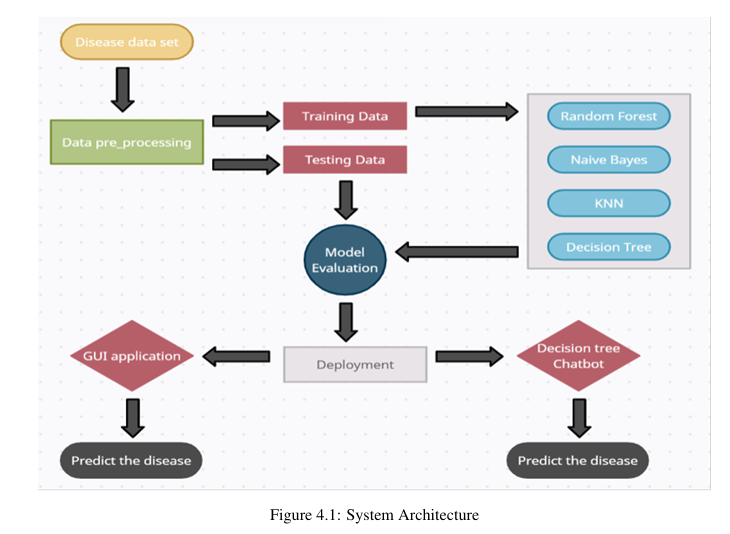 Disease data set
Data pre_processing
Training Data
Testing Data
Random Forest
Naive Bayes
KNN
Decision Tree
Model
Evaluation
GUI application
Deployment
Decision tree
Chatbot
Predict the disease
Predict the disease
Figure 4.1: System Architecture